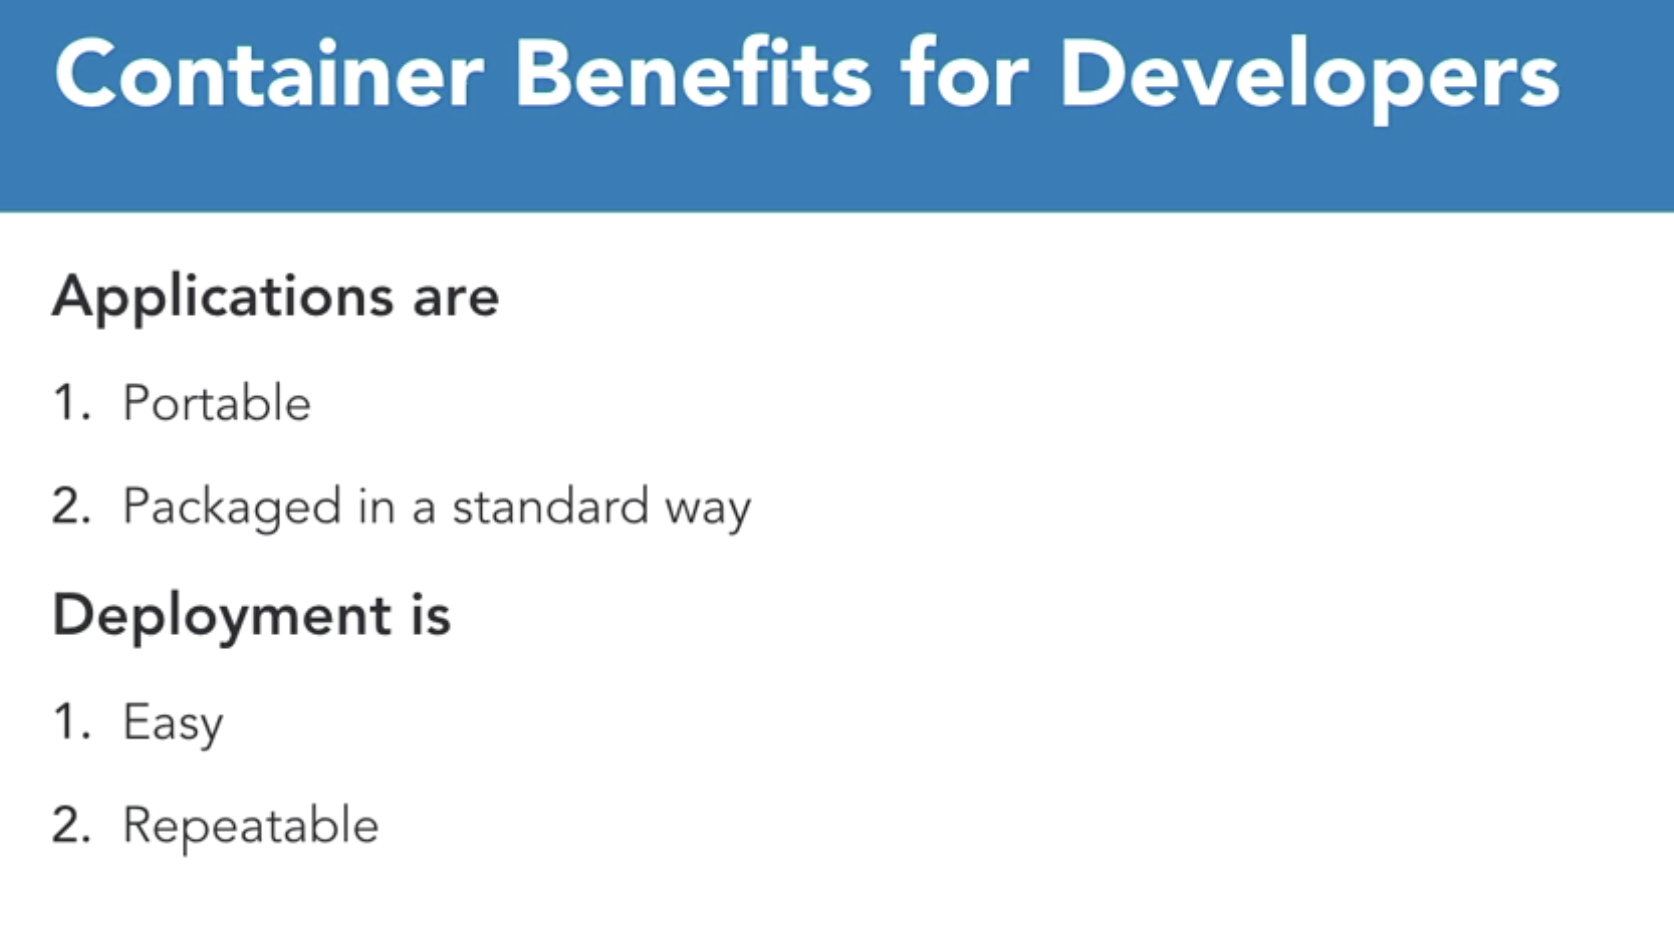 Container Benefits for Developers
Applications are
1. Portable
2. Packaged in a standard way
Deployment is
1. Easy
2. Repeatable